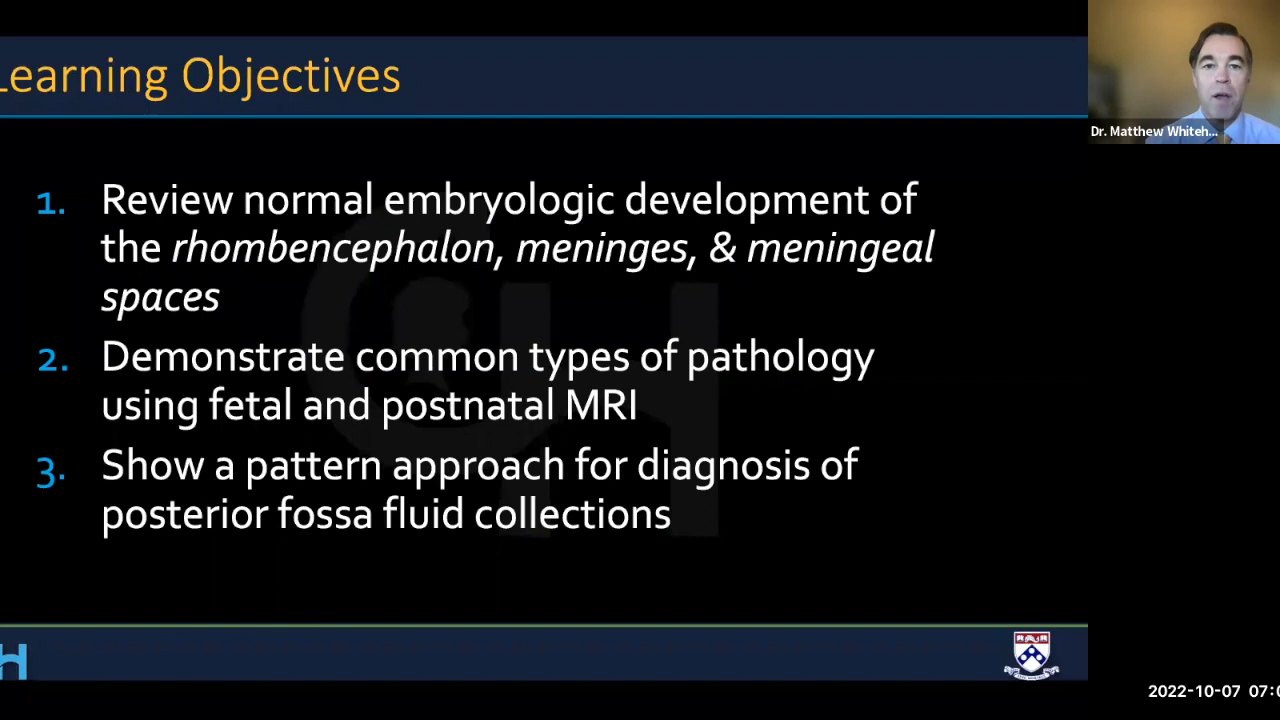 Learning Objectives
Dr. Matthew Whiteh...
1. Review normal embryologic development of
the rhombencephalon, meninges, & meningeal
spaces
2. Demonstrate common types of pathology
using fetal and postnatal MRI
3. Show a pattern approach for diagnosis of
posterior fossa fluid collections
H
2022-10-07 07:0